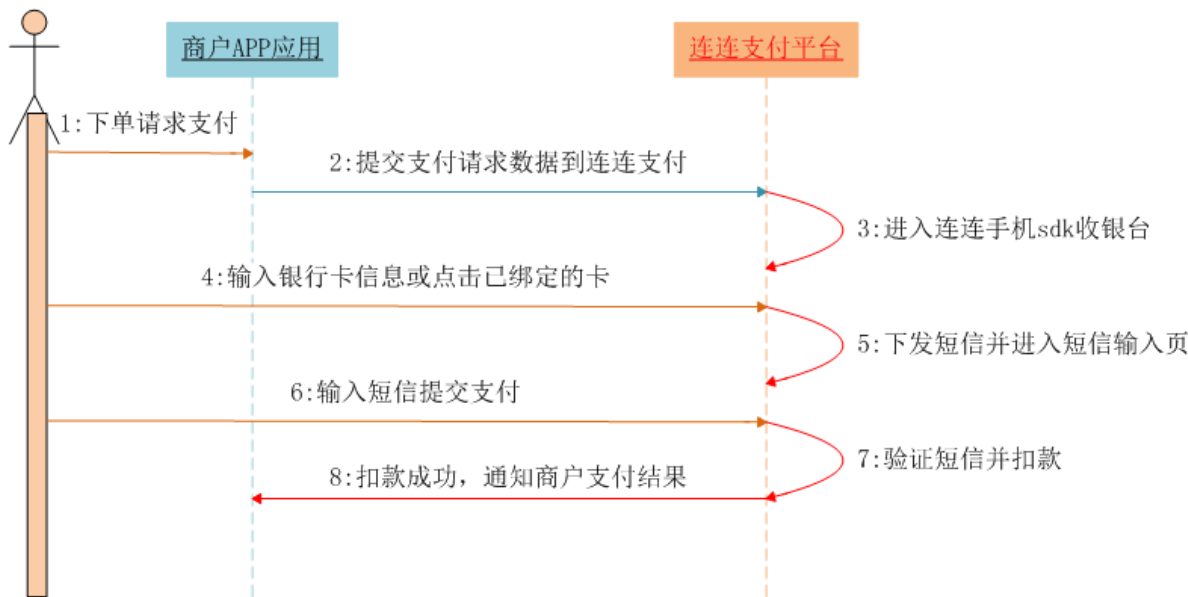 商户APP应用
连连支付平台
1:下单请求支付
2:提交支付请求数据到连连支付
3:进入连连手机sdk收银台
4:输入银行卡信息或点击已绑定的卡
5:下发短信并进入短信输入页
6:输入短信提交支付
7:验证短信并扣款
8:扣款成功，通知商户支付结果